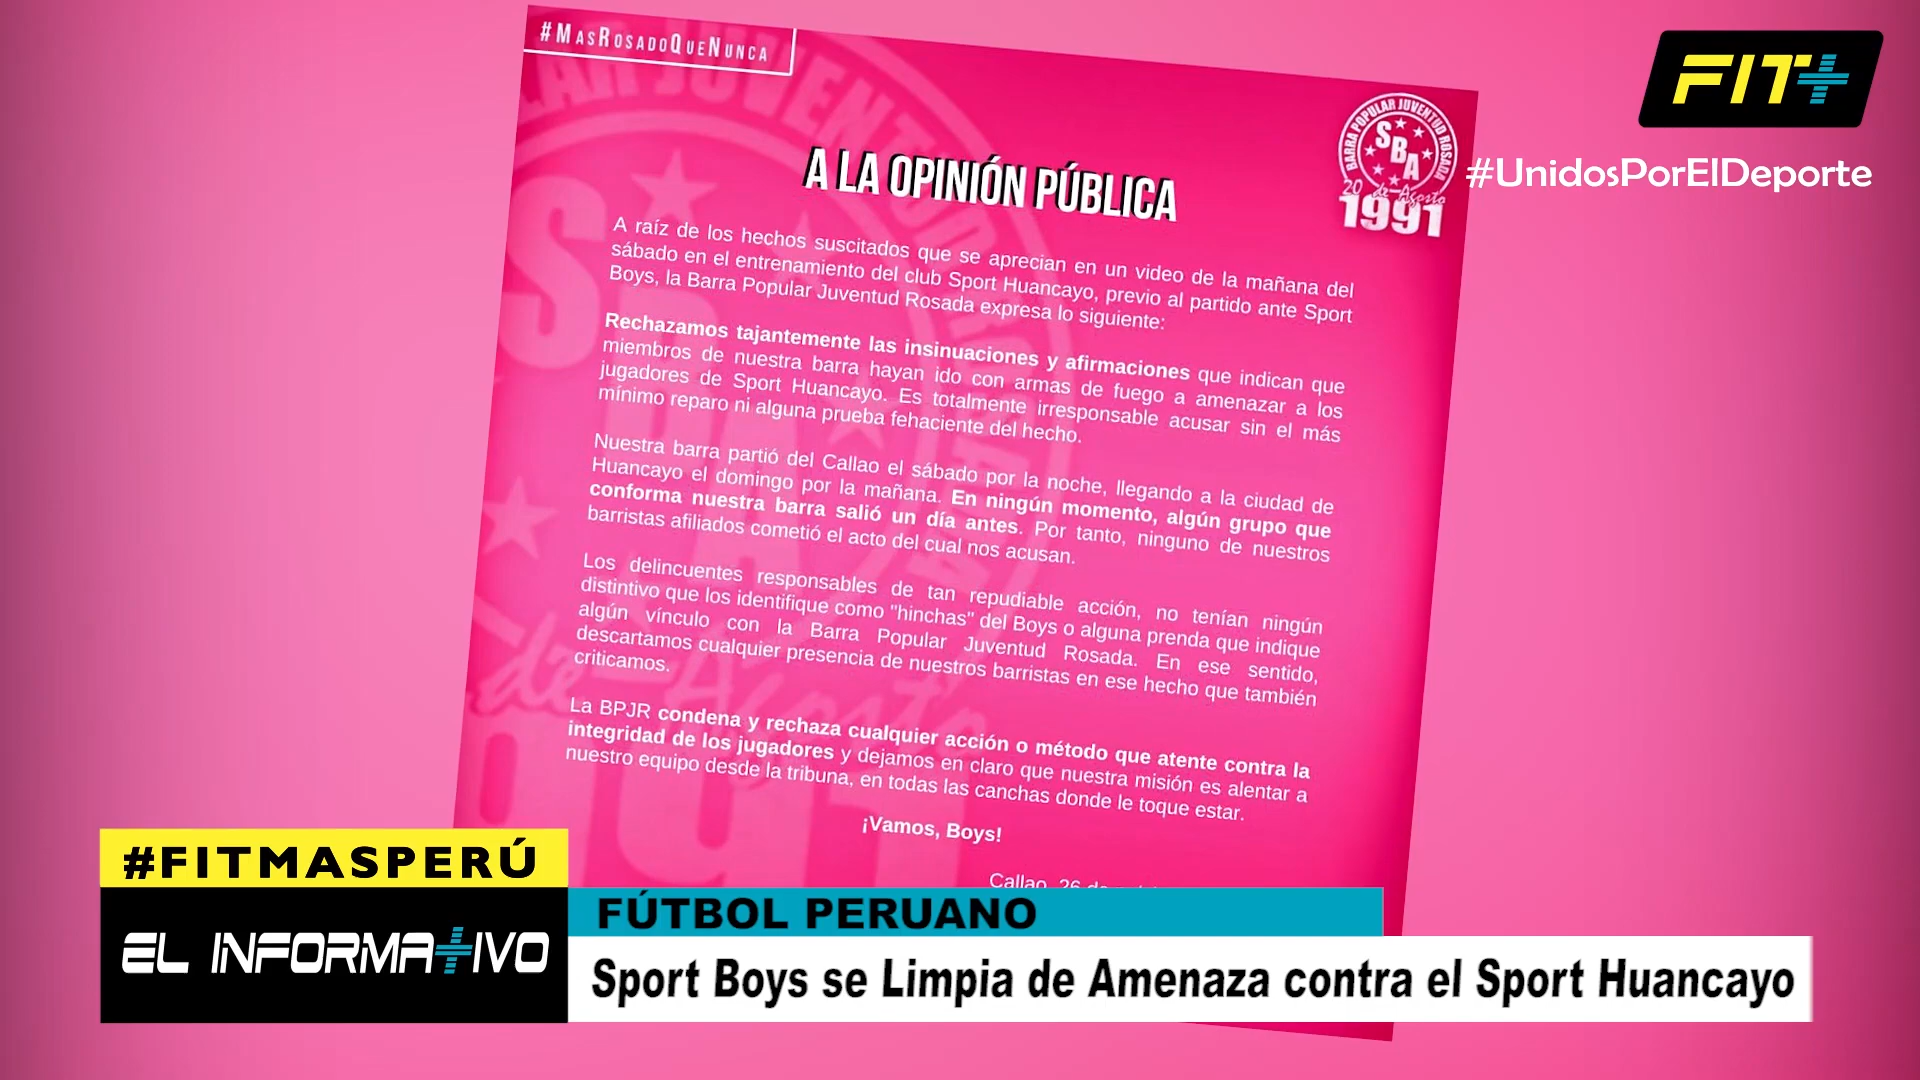 #MASROSADOQUENUNCA
FIT+
#UnidosPorElDeporte
BARRA POPULAR JUVENTUD ROSADA
SBA
20 de Agosto
1991
A LA OPINIÓN PÚBLICA
A raíz de los hechos suscitados que se aprecian en un video de la mañana del
sábado en el entrenamiento del club Sport Huancayo, previo al partido ante Sport
Boys, la Barra Popular Juventud Rosada expresa lo siguiente:
Rechazamos tajantemente las insinuaciones y afirmaciones que indican que
miembros de nuestra barra hayan ido con armas de fuego a amenazar a los
jugadores de Sport Huancayo. Es totalmente irresponsable acusar sin el más
mínimo reparo ni alguna prueba fehaciente del hecho.
Nuestra barra partió del Callao el sábado por la noche, llegando a la ciudad de
Huancayo el domingo por la mañana. En ningún momento, algún grupo que
conforma nuestra barra salió un día antes. Por tanto, ninguno de nuestros
barristas afiliados cometió el acto del cual nos acusan.
Los delincuentes responsables de tan repudiable acción, no tenían ningún
distintivo que los identifique como "hinchas" del Boys o alguna prenda que indique
algún vínculo con la Barra Popular Juventud Rosada. En ese sentido,
descartamos cualquier presencia de nuestros barristas en ese hecho que también
criticamos.
La BPJR condena y rechaza cualquier acción o método que atente contra la
integridad de los jugadores y dejamos en claro que nuestra misión es alentar a
nuestro equipo desde la tribuna, en todas las canchas donde le toque estar.
¡Vamos, Boys!
Callao, 26 de
#FITMASPERÚ
EL INFORMATIVO
FÚTBOL PERUANO
Sport Boys se Limpia de Amenaza contra el Sport Huancayo